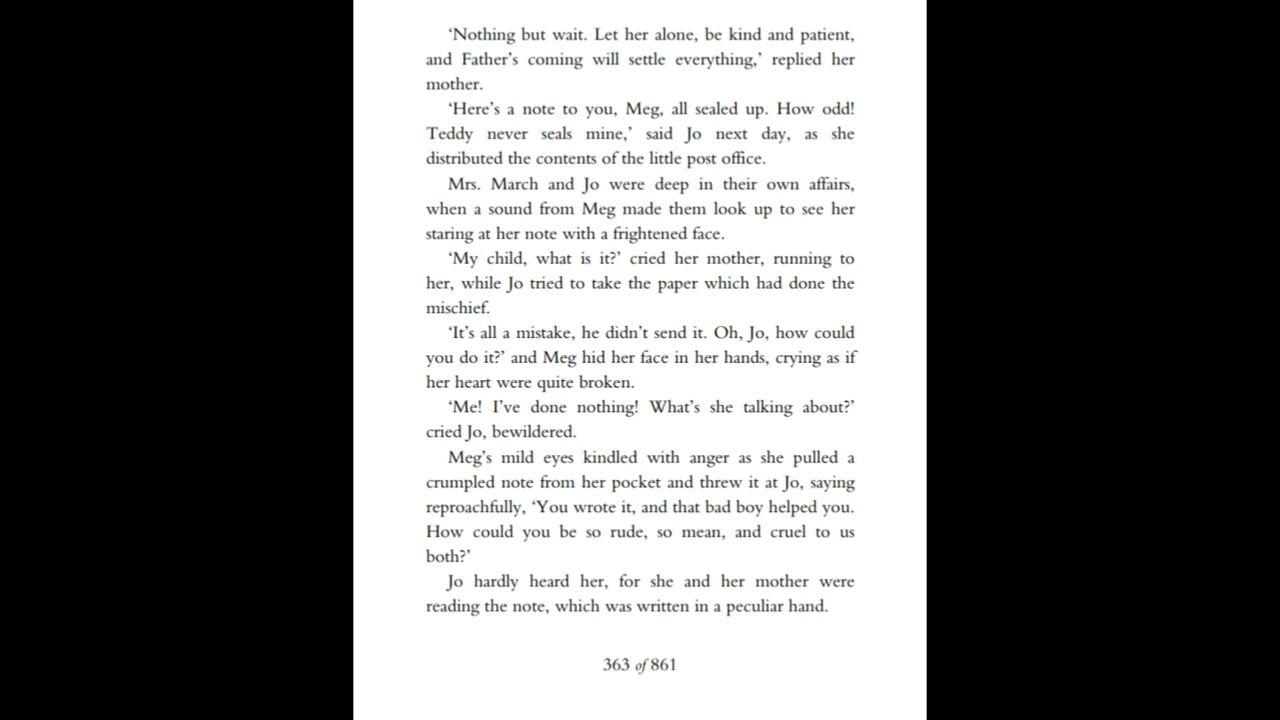 ‘Nothing but wait. Let her alone, be kind and patient,
and Father’s coming will settle everything,’ replied her
mother.
‘Here’s a note to you, Meg, all sealed up. How odd!
Teddy never seals mine,’ said Jo next day, as she
distributed the contents of the little post office.
Mrs. March and Jo were deep in their own affairs,
when a sound from Meg made them look up to see her
staring at her note with a frightened face.
‘My child, what is it?’ cried her mother, running to
her, while Jo tried to take the paper which had done the
mischief.
‘It’s all a mistake, he didn’t send it. Oh, Jo, how could
you do it?’ and Meg hid her face in her hands, crying as if
her heart were quite broken.
‘Me! I’ve done nothing! What’s she talking about?’
cried Jo, bewildered.
Meg’s mild eyes kindled with anger as she pulled a
crumpled note from her pocket and threw it at Jo, saying
reproachfully, ‘You wrote it, and that bad boy helped you.
How could you be so rude, so mean, and cruel to us
both?’
Jo hardly heard her, for she and her mother were
reading the note, which was written in a peculiar hand.
363 of 861